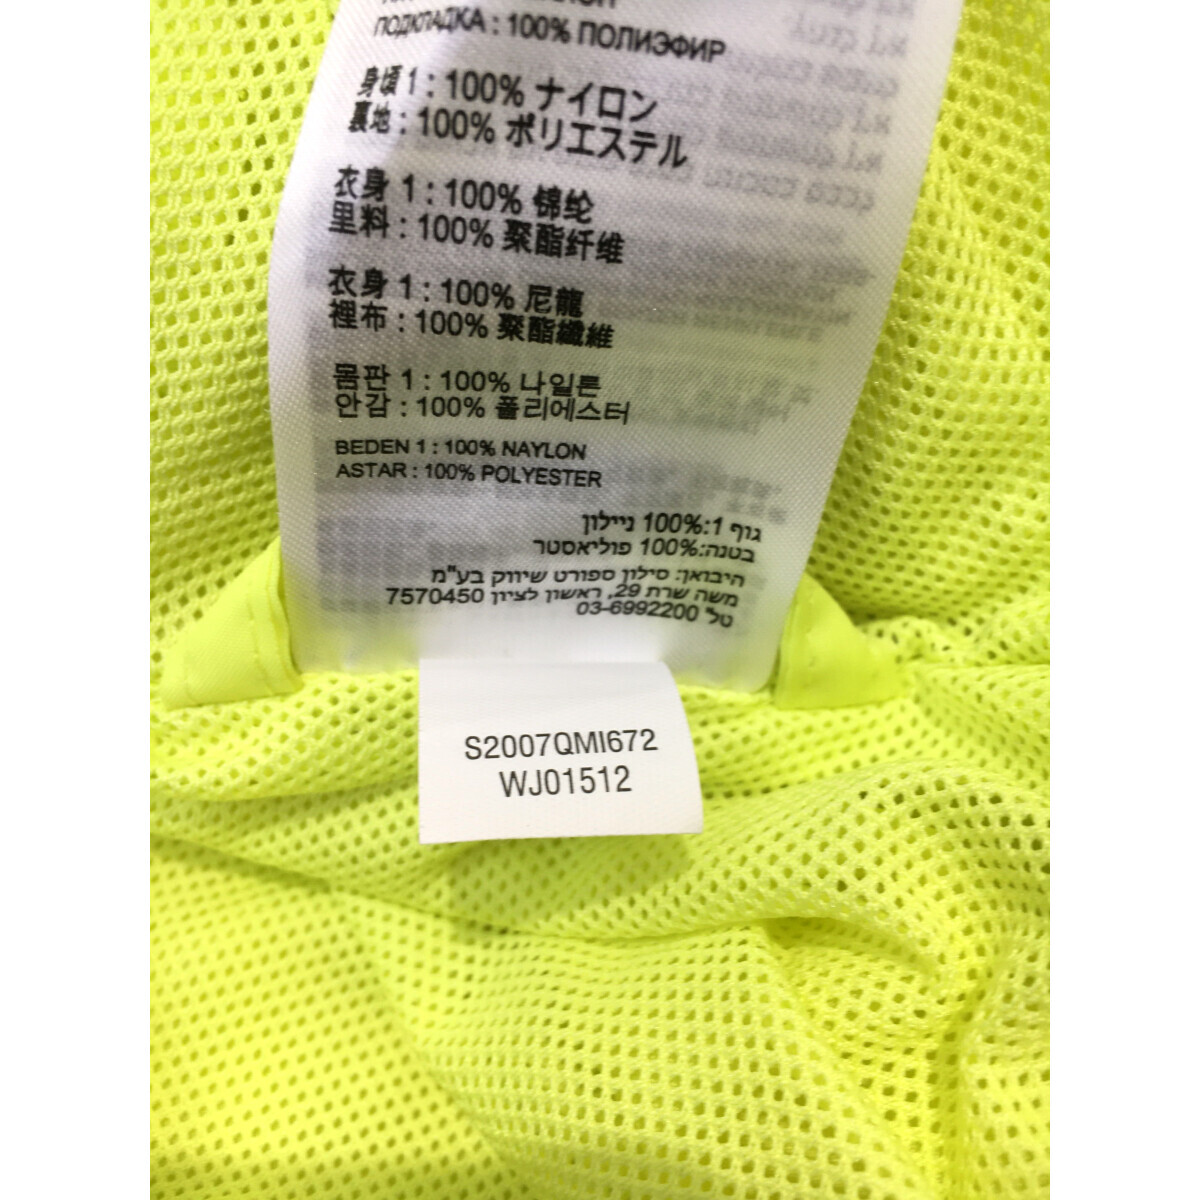 ПОДКЛАДКА : 100% ПОЛИЭФИР
身頃 1 : 100% ナイロン
裏地 : 100% ポリエステル
衣身 1 : 100% 锦纶
里料 : 100% 聚酯纤维
衣身 1 : 100% 尼龍
裡布 : 100% 聚酯纖維
몸판 1 : 100% 나일론
안감 : 100% 폴리에스터
BEDEN 1 : 100% NAYLON
ASTAR : 100% POLYESTER
גוף 1:100% ניילון
בטנה:100% פוליאסטר
היבואן: סילון ספורט שיווק בע"מ
משה שרת 29, ראשון לציון 7570450
טל' 03-6992200
S2007QMI672
WJ01512